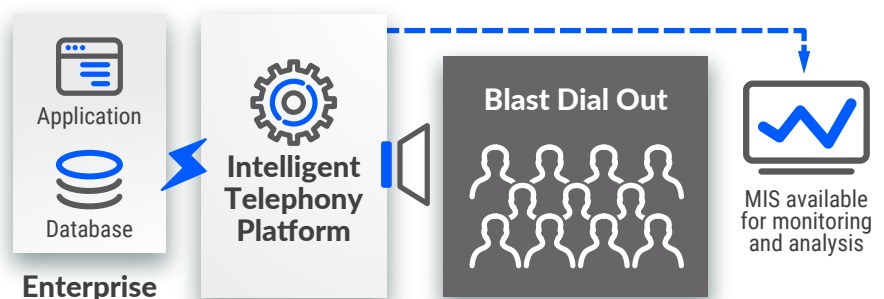 Application
Database
Enterprise
Intelligent
Telephony
Platform
Blast Dial Out
MIS available
for monitoring
and analysis